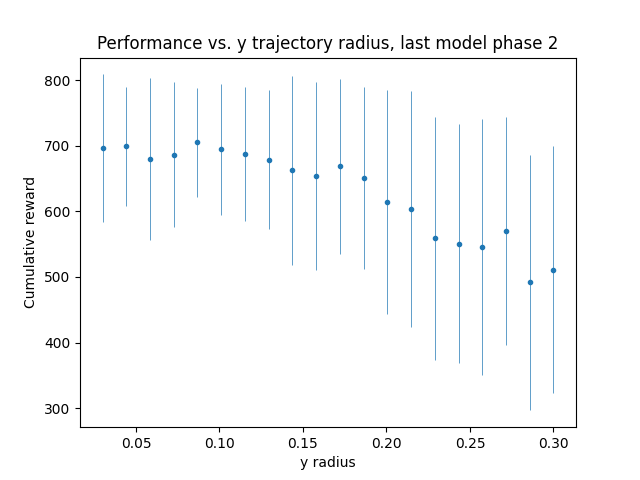 Performance vs. y trajectory radius, last model phase 2
800
700
600
500
400
300
Cumulative reward
0.05 0.10 0.15 0.20 0.25 0.30
y radius